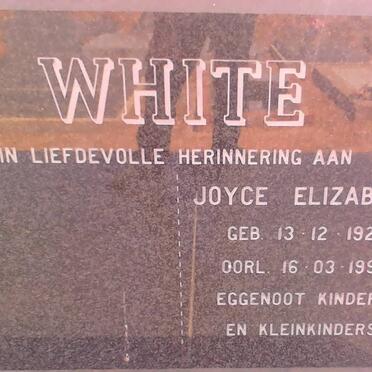 WHITE
IN LIEFDEVOLLE HERINNERING AAN
JOYCE ELIZAB
GEB. 13·12·192
OORL. 16·03·199
EGGENOOT KINDER
EN KLEINKINDERS